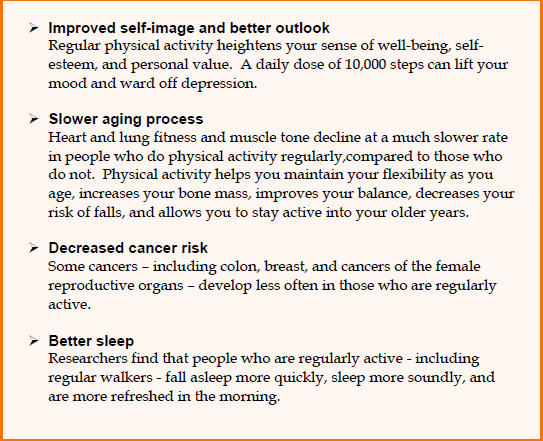 ➢ Improved self-image and better outlook
Regular physical activity heightens your sense of well-being, self-
esteem, and personal value.  A daily dose of 10,000 steps can lift your
mood and ward off depression.
➢ Slower aging process
Heart and lung fitness and muscle tone decline at a much slower rate
in people who do physical activity regularly,compared to those who
do not.  Physical activity helps you maintain your flexibility as you
age, increases your bone mass, improves your balance, decreases your
risk of falls, and allows you to stay active into your older years.
➢ Decreased cancer risk
Some cancers – including colon, breast, and cancers of the female
reproductive organs – develop less often in those who are regularly
active.
➢ Better sleep
Researchers find that people who are regularly active - including
regular walkers - fall asleep more quickly, sleep more soundly, and
are more refreshed in the morning.